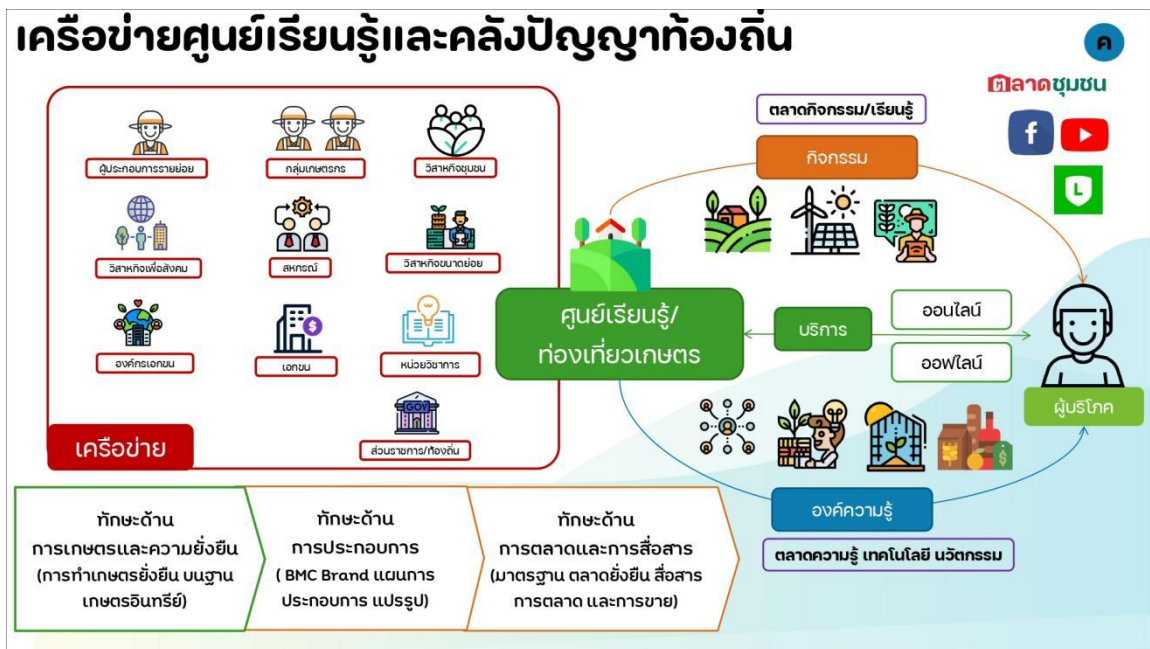 เครือข่ายศูนย์เรียนรู้และคลังปัญญาท้องถิ่น
ค
ตลาดชุมชน
ผู้ประกอบการรายย่อย
กลุ่มเกษตรกร
วิสาหกิจชุมชน
วิสาหกิจเพื่อสังคม
สหกรณ์
วิสาหกิจขนาดย่อย
องค์กรเอกชน
เอกชน
หน่วยวิชาการ
GOV
ส่วนราชการ/ท้องถิ่น
เครือข่าย
ตลาดกิจกรรม/เรียนรู้
กิจกรรม
ศูนย์เรียนรู้/
ท่องเที่ยวเกษตร
บริการ
ออนไลน์
ออฟไลน์
ผู้บริโภค
องค์ความรู้
ตลาดความรู้ เทคโนโลยี นวัตกรรม
ทักษะด้าน
การเกษตรและความยั่งยืน
(การทำเกษตรยั่งยืน บนฐาน
เกษตรอินทรีย์)
ทักษะด้าน
การประกอบการ
( BMC Brand แผนการ
ประกอบการ แปรรูป)
ทักษะด้าน
การตลาดและการสื่อสาร
(มาตรฐาน ตลาดยั่งยืน สื่อสาร
การตลาด และการขาย)